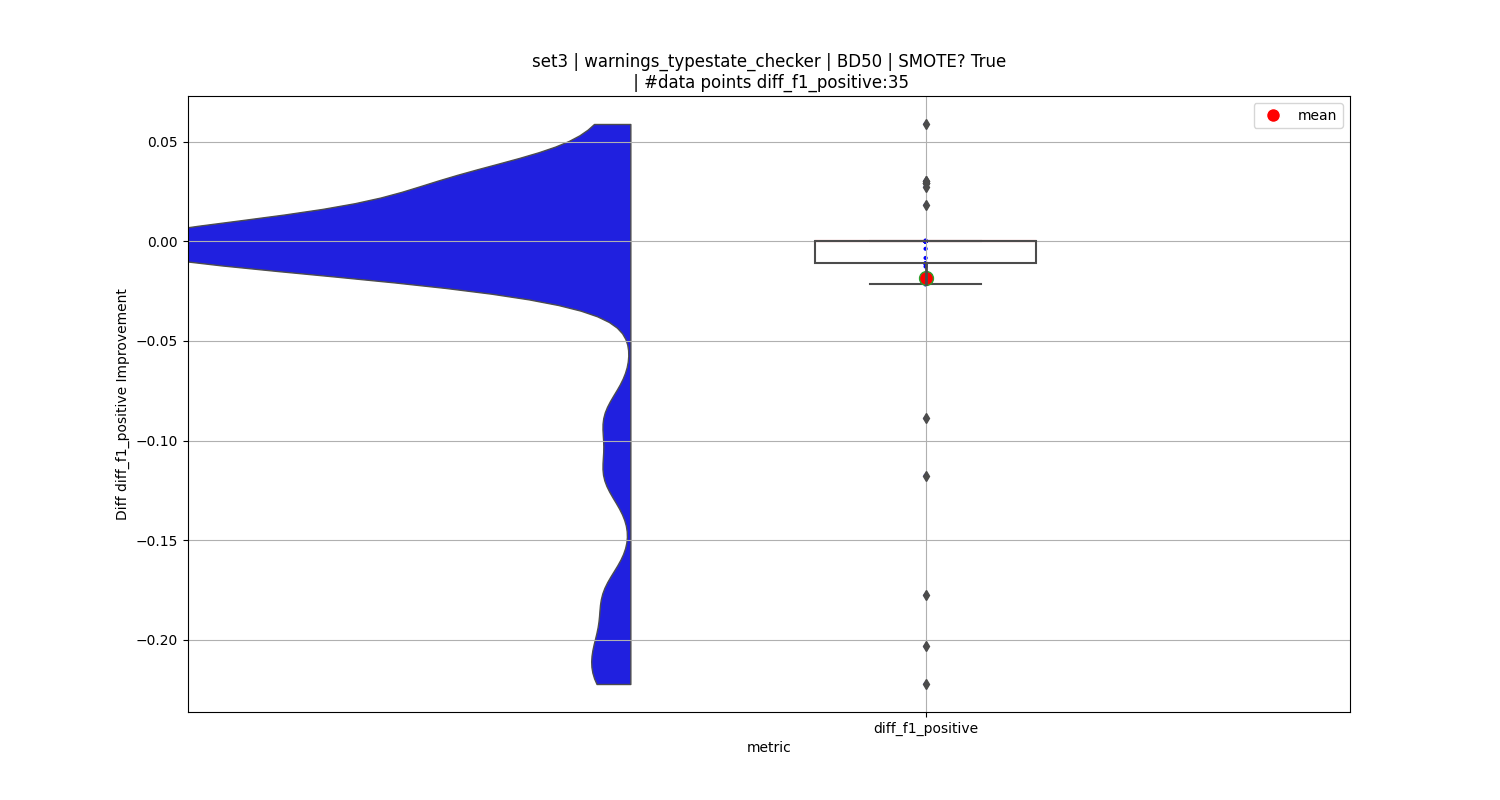 set3 | warnings_typestate_checker | BD50 | SMOTE? True
| #data points diff_f1_positive:35
mean
0.05
0.00
−0.05
−0.10
−0.15
−0.20
Diff diff_f1_positive Improvement
diff_f1_positive
metric